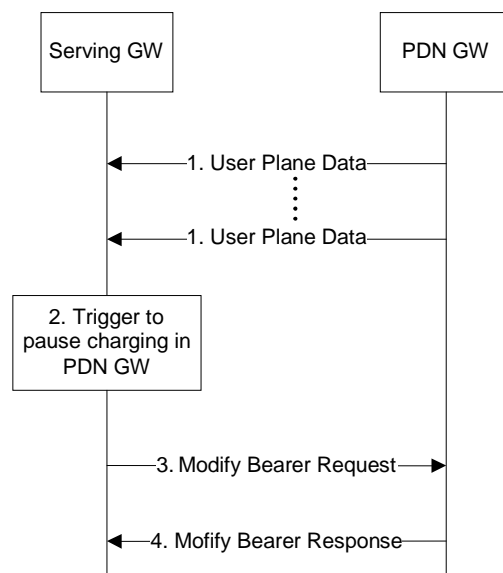 Serving GW
PDN GW
1. User Plane Data
1. User Plane Data
2. Trigger to
pause charging in
PDN GW
3. Modify Bearer Request
4. Mofify Bearer Response